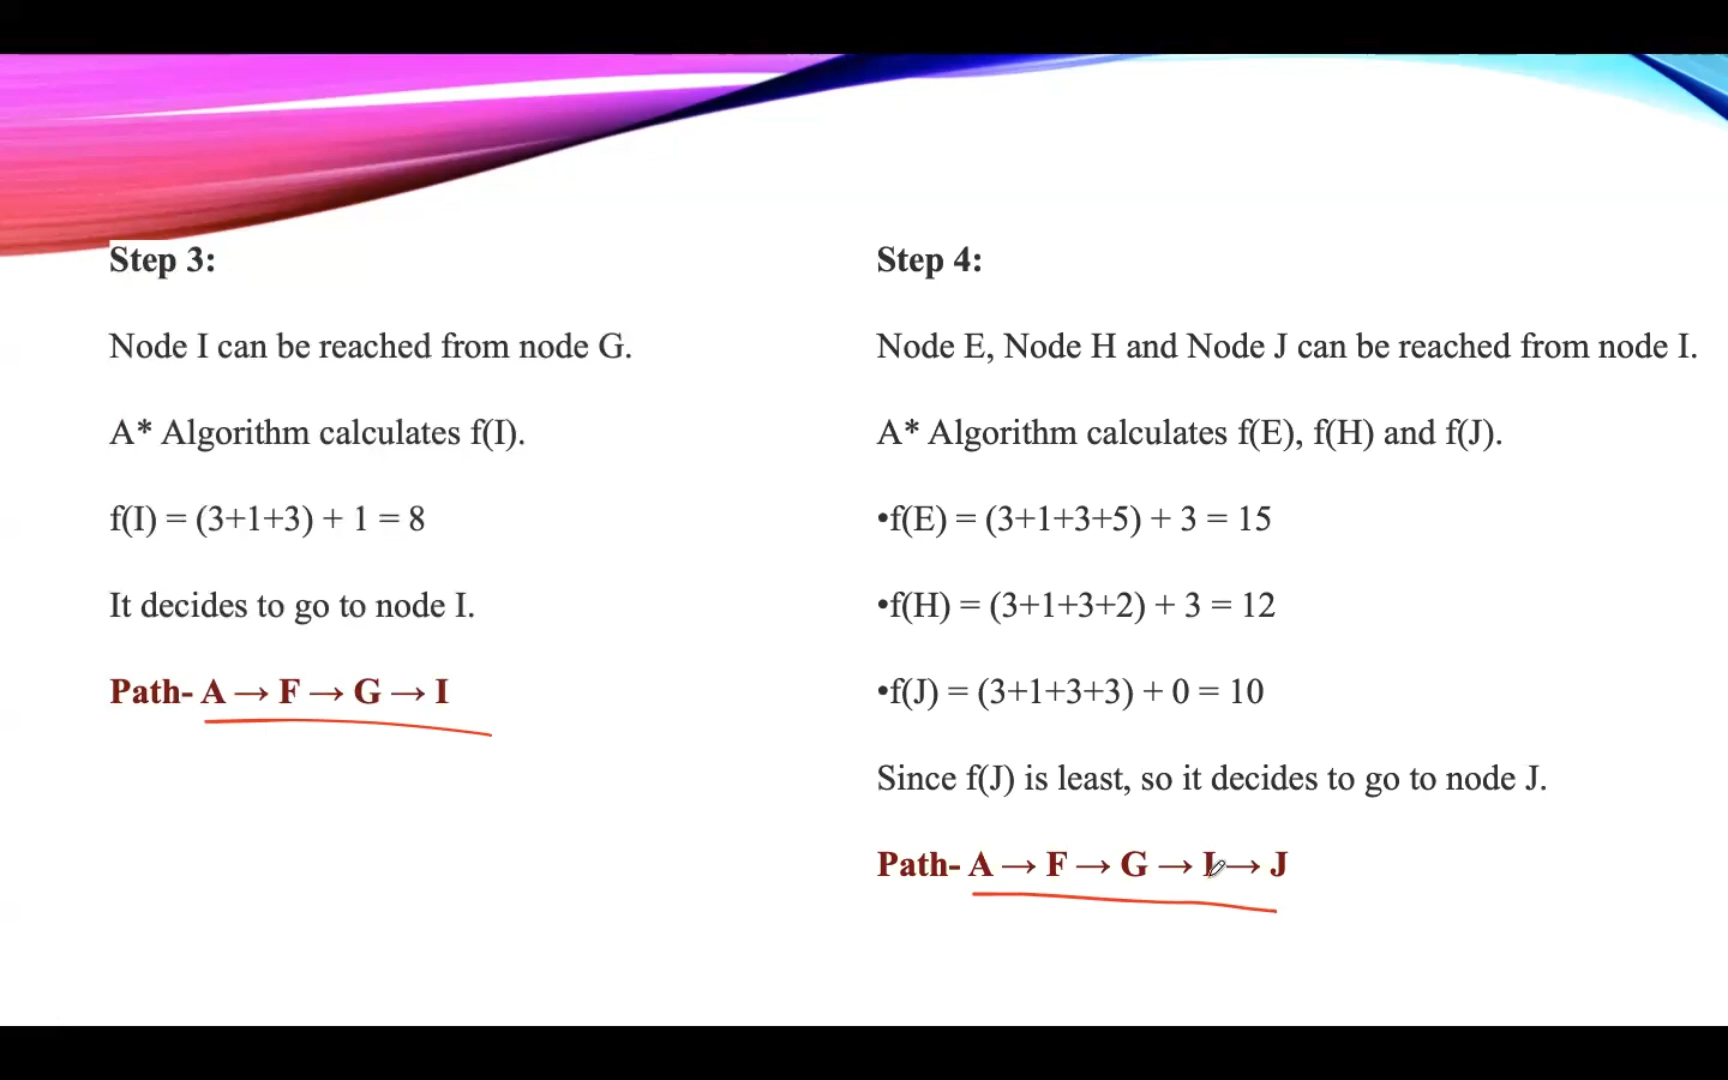 Step 3:
Node I can be reached from node G.
A* Algorithm calculates f(I).
f(I) = (3+1+3) + 1 = 8
It decides to go to node I.
Path- A → F → G → I
Step 4:
Node E, Node H and Node J can be reached from node I.
A* Algorithm calculates f(E), f(H) and f(J).
•f(E) = (3+1+3+5) + 3 = 15
•f(H) = (3+1+3+2) + 3 = 12
•f(J) = (3+1+3+3) + 0 = 10
Since f(J) is least, so it decides to go to node J.
Path- A → F → G → I → J